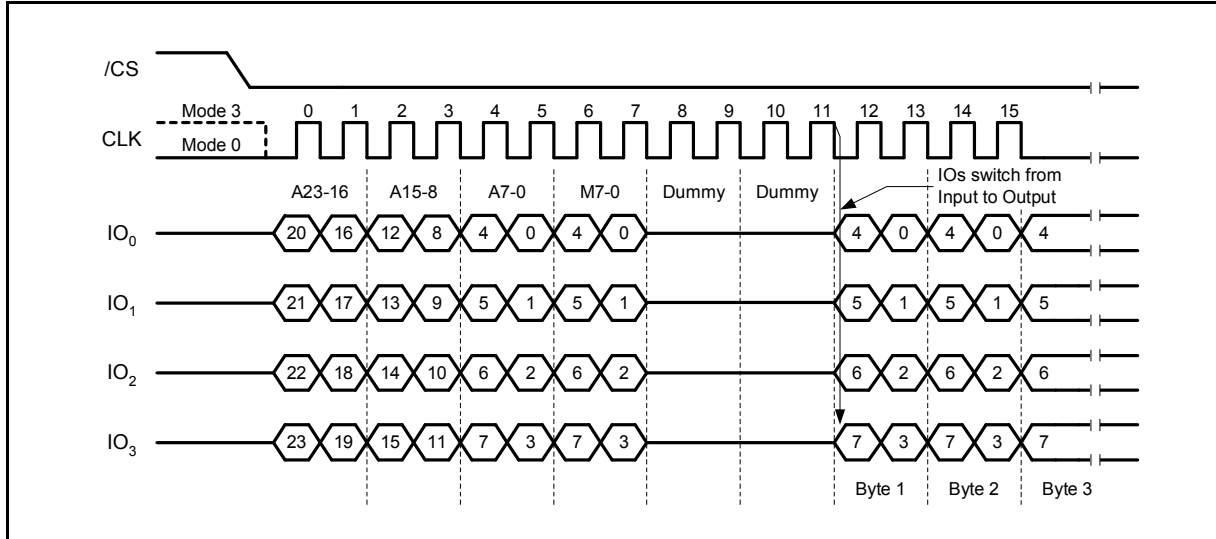 /CS
Mode 3 0 1 2 3 4 5 6 7 8 9 10 11 12 13 14 15
CLK
Mode 0
IOs switch from
Input to Output
A23-16 A15-8 A7-0 M7-0 Dummy Dummy
IO0 20 16 12 8 4 0 4 0 4 0 4 0 4
IO1 21 17 13 9 5 1 5 1 5 1 5 1 5
IO2 22 18 14 10 6 2 6 2 6 2 6 2 6
IO3 23 19 15 11 7 3 7 3 7 3 7 3 7
Byte 1 Byte 2 Byte 3